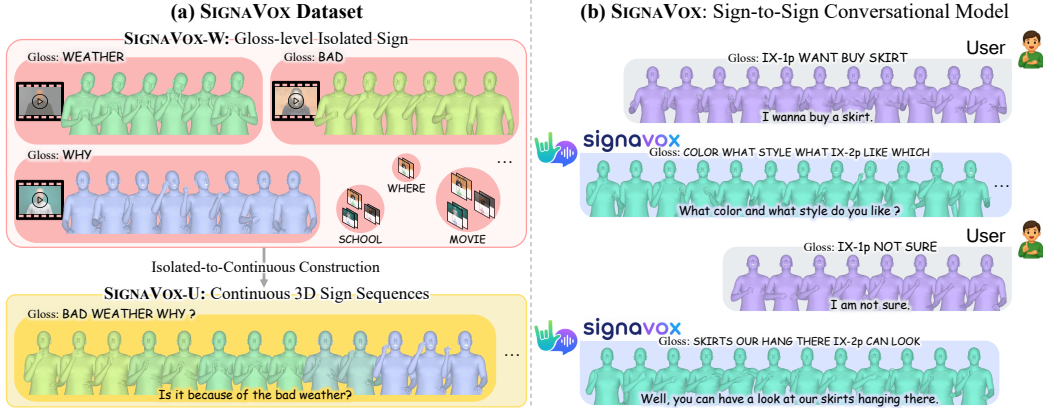 (a) SIGNAVOX Dataset
SIGNAVOX-W: Gloss-level Isolated Sign
Gloss: WEATHER
Gloss: BAD
Gloss: WHY
WHERE
...
SCHOOL
MOVIE
Isolated-to-Continuous Construction
SIGNAVOX-U: Continuous 3D Sign Sequences
Gloss: BAD WEATHER WHY ?
...
Is it because of the bad weather?
(b) SIGNAVOX: Sign-to-Sign Conversational Model
User
Gloss: IX-1p WANT BUY SKIRT
I wanna buy a skirt.
signavox
Gloss: COLOR WHAT STYLE WHAT IX-2p LIKE WHICH
...
What color and what style do you like ?
User
Gloss: IX-1p NOT SURE
I am not sure.
signavox
Gloss: SKIRTS OUR HANG THERE IX-2p CAN LOOK
Well, you can have a look at our skirts hanging there.